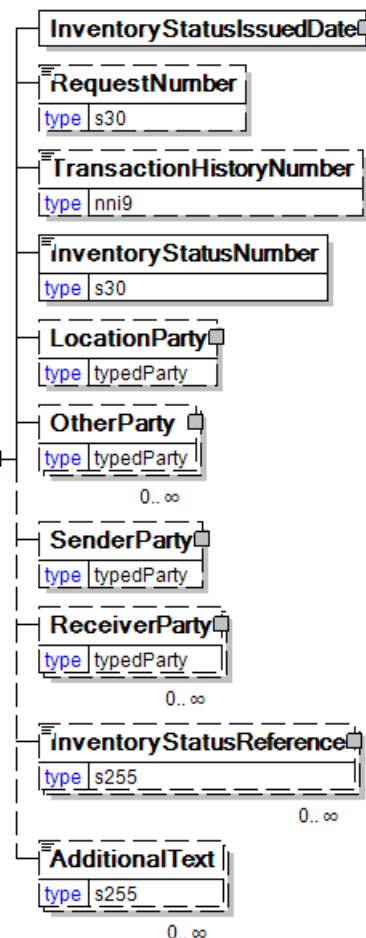 InventoryStatusIssuedDate
RequestNumber
type s30
TransactionHistoryNumber
type nni9
InventoryStatusNumber
type s30
LocationParty
type typedParty
OtherParty
type typedParty
0.. ∞
SenderParty
type typedParty
ReceiverParty
type typedParty
0.. ∞
InventoryStatusReference
type s255
0.. ∞
AdditionalText
type s255
0.. ∞